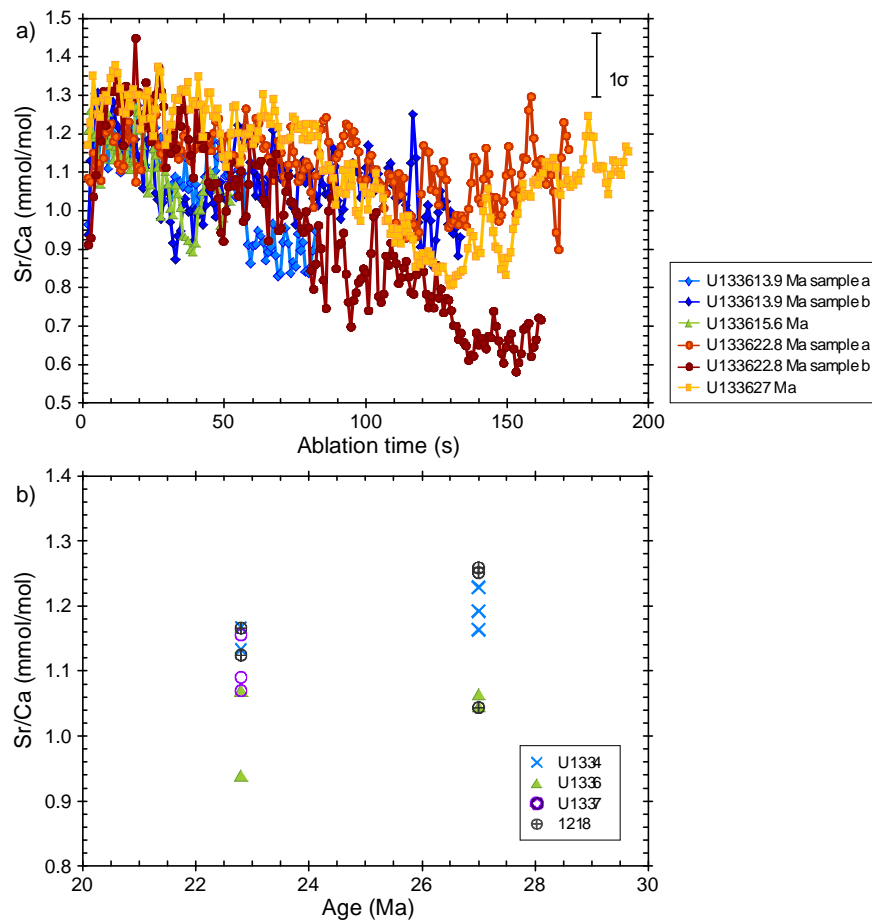 a)
Sr/Ca (mmol/mol)
1.5
1.4
1.3
1.2
1.1
1.0
0.9
0.8
0.7
0.6
0.5
1σ
0 50 100 150 200
Ablation time (s)
U133613.9 Ma sample a
U133613.9 Ma sample b
U133615.6 Ma
U133622.8 Ma sample a
U133622.8 Ma sample b
U133627 Ma
b)
Sr/Ca (mmol/mol)
1.4
1.3
1.2
1.1
1.0
0.9
0.8
U1334
U1336
U1337
1218
20 22 24 26 28 30
Age (Ma)